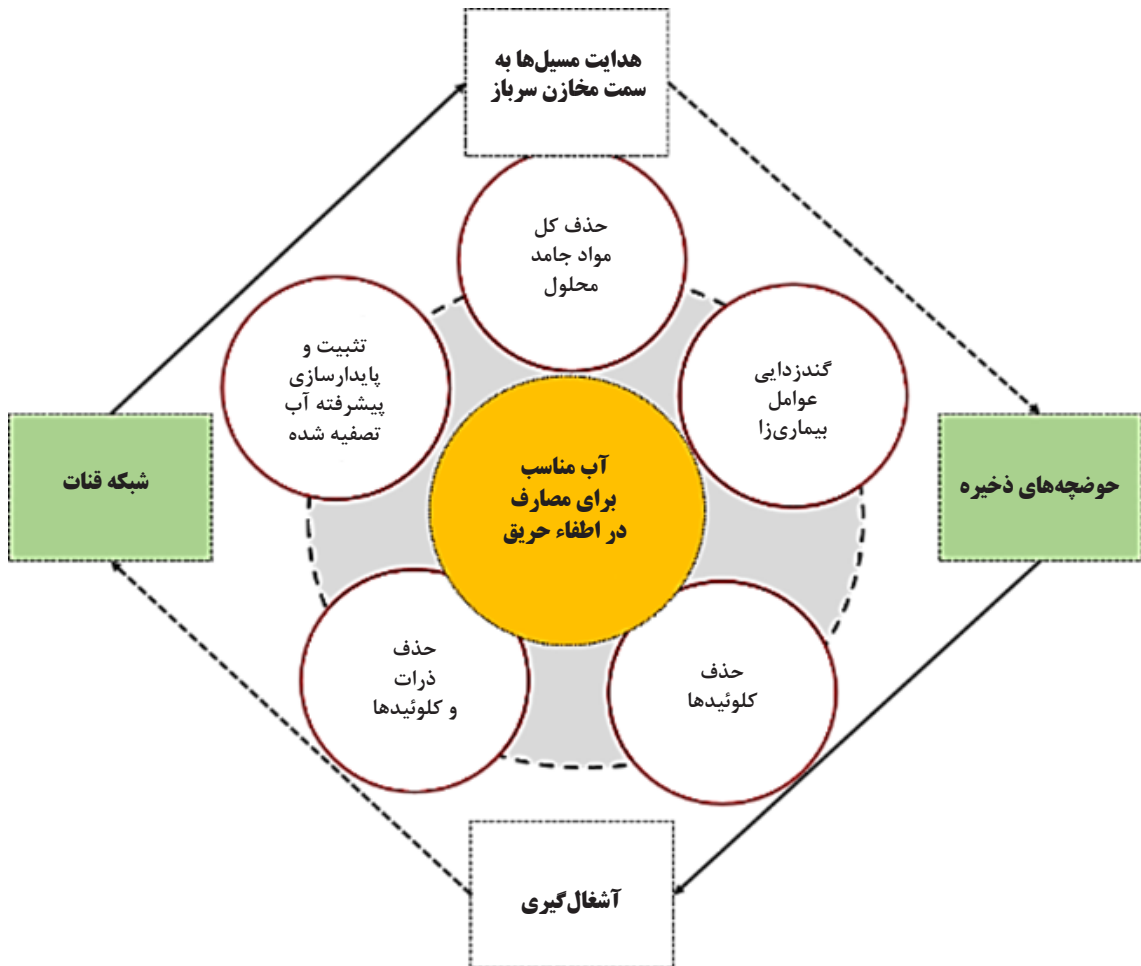 هدایت مسیل‌ها به
سمت مخازن سرباز
حذف کل
مواد جامد
محلول
گندزدایی
عوامل
بیماری‌زا
تثبیت و
پایدارسازی
پیشرفته آب
تصفیه شده
حوضچه‌های ذخیره
آب مناسب
برای مصارف
در اطفاء حریق
شبکه قنات
حذف
کلوئیدها
حذف
ذرات
و کلوئیدها
آشغال‌گیری